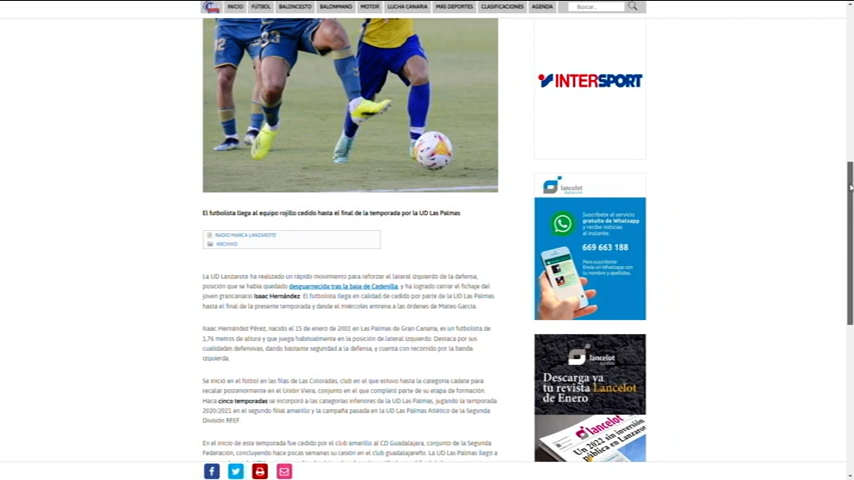 INICIO FÚTBOL BALONCESTO BALONMANO MOTOR LUCHA CANARIA MÁS DEPORTES CLASIFICACIONES AGENDA Buscar...
INTERSPORT
lancelot
Suscríbete al servicio
gratuito de Whatsapp
y recibe noticias
al instante
669 663 188
Para suscribirte
Envía un Whatsapp con
tu nombre y apellidos.
El futbolista llega al equipo rojillo cedido hasta el final de la temporada por la UD Las Palmas
RADIO MARCA LANZAROTE
ARCHIVO
La UD Lanzarote ha realizado un rápido movimiento para reforzar el lateral izquierdo de la defensa,
posición que se había quedado desguarnecida tras la baja de Cedenilla, y ha logrado cerrar el fichaje del
joven grancanario Isaac Hernández. El futbolista llega en calidad de cedido por parte de la UD Las Palmas
hasta el final de la presente temporada y desde el miércoles entrena a las órdenes de Mateo García.
Isaac Hernández Pérez, nacido el 15 de enero de 2001 en Las Palmas de Gran Canaria, es un futbolista de
1,76 metros de altura y que juega habitualmente en la posición de lateral izquierdo. Destaca por sus
cualidades defensivas, dando bastante seguridad a la defensa, y cuenta con recorrido por la banda
izquierda.
Se inició en el fútbol en las filas de Las Coloradas, club en el que estuvo hasta la categoría cadete para
recalar posteriormente en el Unión Viera, conjunto en el que completó parte de su etapa de formación.
Hace cinco temporadas se incorporó a las categorías inferiores de la UD Las Palmas, jugando la temporada
2020/2021 en el segundo filial amarillo y la campaña pasada en la UD Las Palmas Atlético de la Segunda
División RFEF.
En el inicio de esta temporada fue cedido por el club amarillo al CD Guadalajara, conjunto de la Segunda
Federación, concluyendo hace pocas semanas su cesión en el club guadalajareño. La UD Las Palmas llegó a
lancelot
Descarga ya
tu revista Lancelot
de Enero
lancelot
Un 2022 sin inversión
pública en Lanzarote